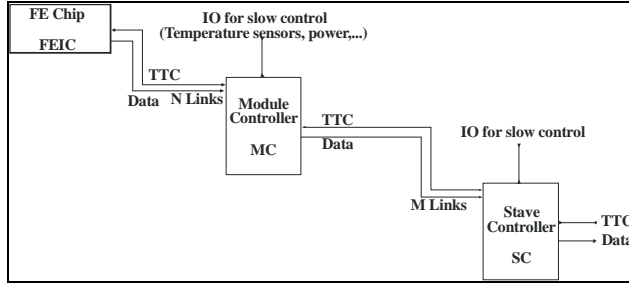 FE Chip
FEIC
IO for slow control
(Temperature sensors, power,...)
TTC
Data
N Links
Module
Controller
MC
TTC
Data
IO for slow control
M Links
Stave
Controller
SC
TTC
Data